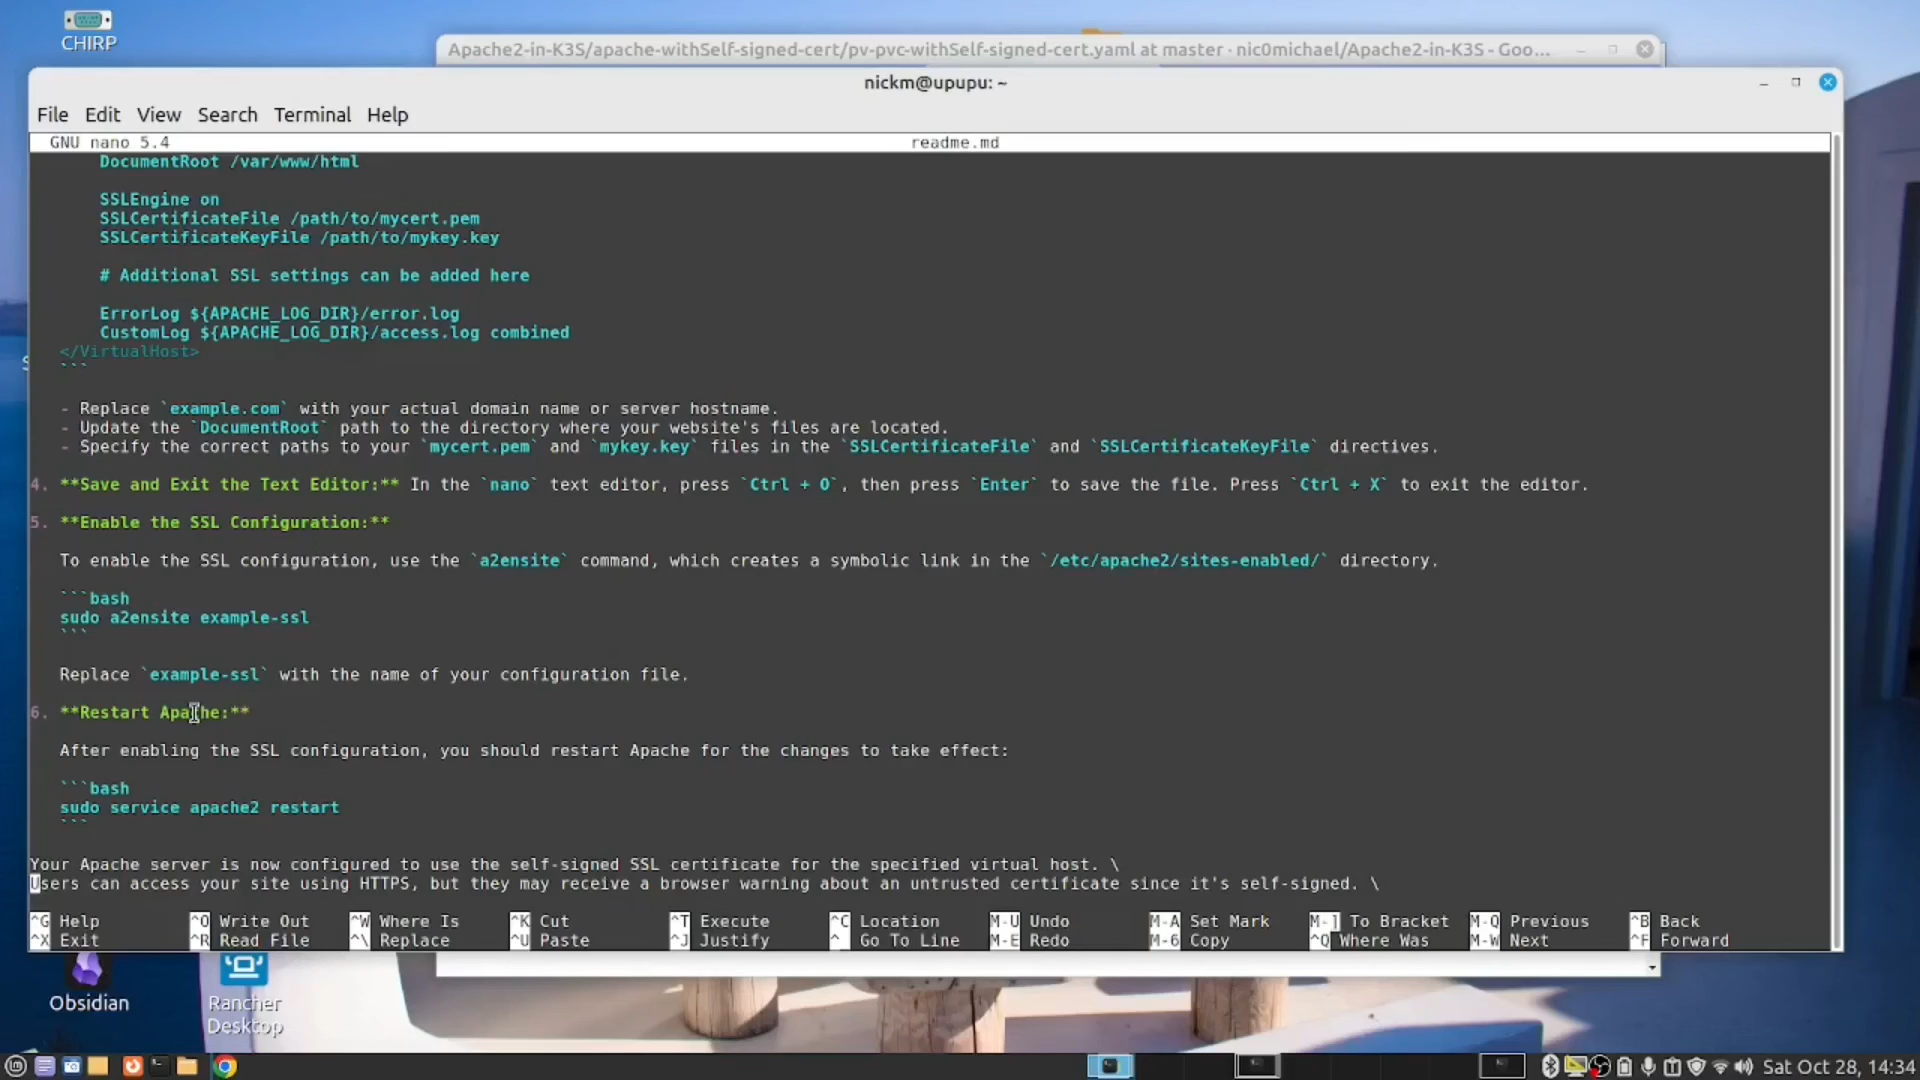 CHIRP
Apache2-in-K3S/apache-withSelf-signed-cert/pv-pvc-withSelf-signed-cert.yaml at master · nic0michael/Apache2-in-K3S - Goo...
nickm@upupu: ~
File Edit View Search Terminal Help
GNU nano 5.4 readme.md
DocumentRoot /var/www/html
SSLEngine on
SSLCertificateFile /path/to/mycert.pem
SSLCertificateKeyFile /path/to/mykey.key
# Additional SSL settings can be added here
ErrorLog ${APACHE_LOG_DIR}/error.log
CustomLog ${APACHE_LOG_DIR}/access.log combined
</VirtualHost>
```
- Replace `example.com` with your actual domain name or server hostname.
- Update the `DocumentRoot` path to the directory where your website's files are located.
- Specify the correct paths to your `mycert.pem` and `mykey.key` files in the `SSLCertificateFile` and `SSLCertificateKeyFile` directives.
4. **Save and Exit the Text Editor:** In the `nano` text editor, press `Ctrl + O`, then press `Enter` to save the file. Press `Ctrl + X` to exit the editor.
5. **Enable the SSL Configuration:**
To enable the SSL configuration, use the `a2ensite` command, which creates a symbolic link in the `/etc/apache2/sites-enabled/` directory.
```bash
sudo a2ensite example-ssl
```
Replace `example-ssl` with the name of your configuration file.
6. **Restart Apache:**
After enabling the SSL configuration, you should restart Apache for the changes to take effect:
```bash
sudo service apache2 restart
```
Your Apache server is now configured to use the self-signed SSL certificate for the specified virtual host. \
Users can access your site using HTTPS, but they may receive a browser warning about an untrusted certificate since it's self-signed. \
^G Help ^O Write Out ^W Where Is ^K Cut ^T Execute ^C Location M-U Undo M-A Set Mark M-] To Bracket M-Q Previous ^B Back
^X Exit ^R Read File ^\ Replace ^U Paste ^J Justify ^_ Go To Line M-E Redo M-6 Copy ^Q Where Was M-W Next ^F Forward
Obsidian
Rancher
Desktop
Sat Oct 28, 14:34